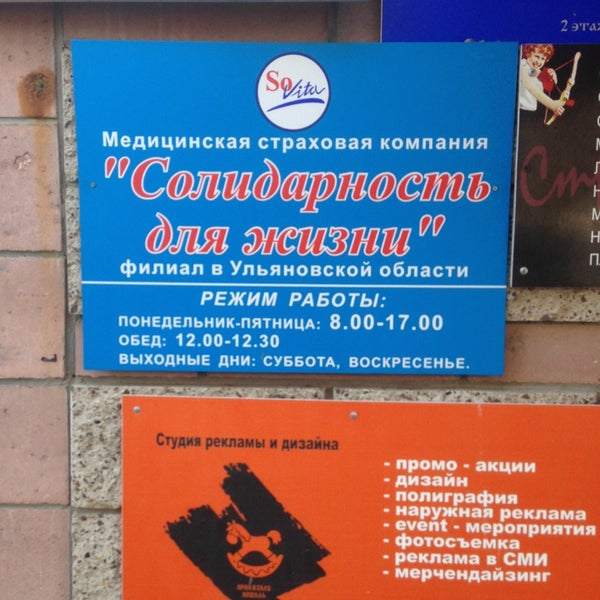 2 этаж
So
Vita
Медицинская страховая компания
"Солидарность
для жизни"
филиал в Ульяновской области
РЕЖИМ РАБОТЫ:
ПОНЕДЕЛЬНИК-ПЯТНИЦА: 8.00-17.00
ОБЕД: 12.00-12.30
ВЫХОДНЫЕ ДНИ: СУББОТА, ВОСКРЕСЕНЬЕ.
Студия рекламы и дизайна
- промо - акции
- дизайн
- полиграфия
- наружная реклама
- event - мероприятия
- фотосъемка
- реклама в СМИ
- мерчендайзинг